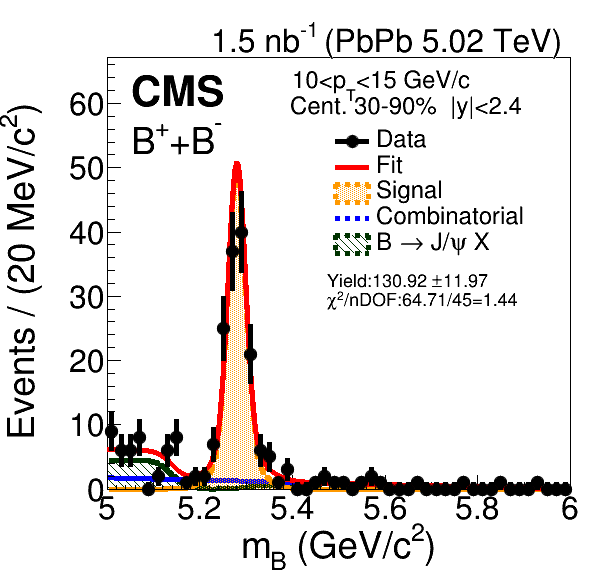 1.5 nb⁻¹ (PbPb 5.02 TeV)
CMS
B⁺+B⁻
10<p_T<15 GeV/c
Cent. 30-90% |y|<2.4
Data
Fit
Signal
Combinatorial
B → J/ψ X
Yield:130.92 ±11.97
χ²/nDOF:64.71/45=1.44
Events / (20 MeV/c²)
60
50
40
30
20
10
0
5 5.2 5.4 5.6 5.8 6
m_B (GeV/c²)